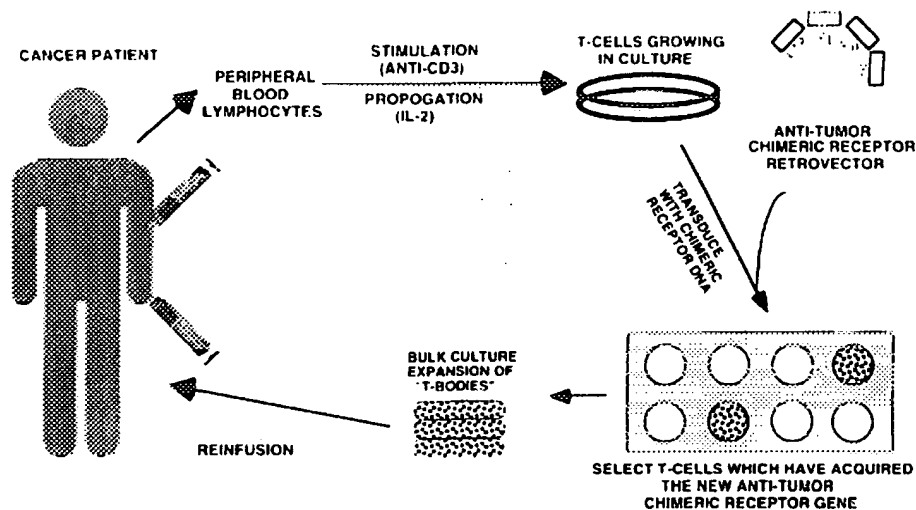 CANCER PATIENT
PERIPHERAL
BLOOD
LYMPHOCYTES
STIMULATION
(ANTI-CD3)
PROPOGATION
(IL-2)
T-CELLS GROWING
IN CULTURE
ANTI-TUMOR
CHIMERIC RECEPTOR
RETROVECTOR
TRANSDUCE
WITH CHIMERIC
RECEPTOR DNA
SELECT T-CELLS WHICH HAVE ACQUIRED
THE NEW ANTI-TUMOR
CHIMERIC RECEPTOR GENE
BULK CULTURE
EXPANSION OF
"T-BODIES"
REINFUSION